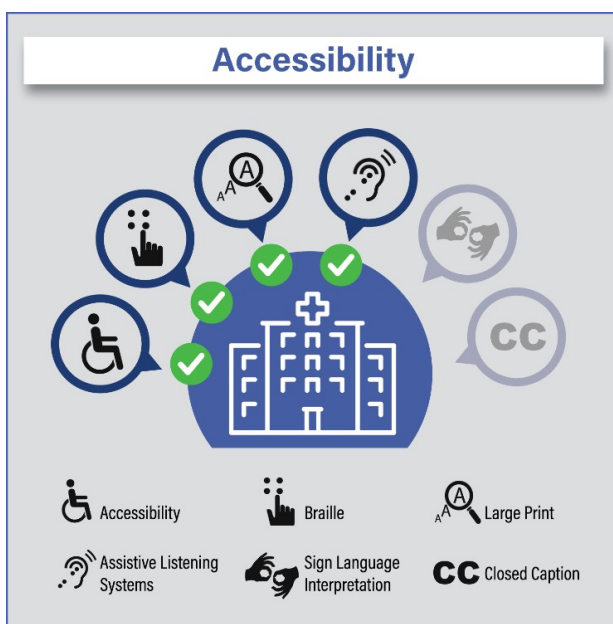 Accessibility
A
A
A
CC
Accessibility
Braille
A
A
A
Large Print
Assistive Listening
Systems
Sign Language
Interpretation
CC
Closed Caption